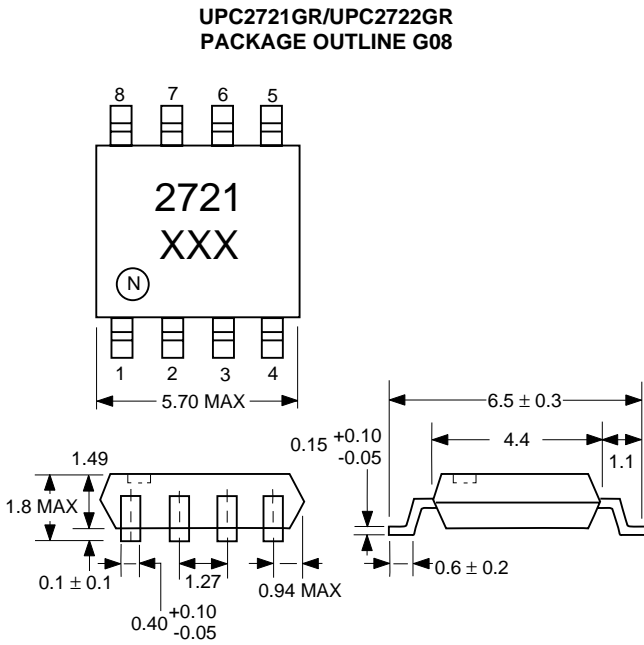 UPC2721GR/UPC2722GR
PACKAGE OUTLINE G08
8 7 6 5
2721
XXX
N
1 2 3 4
5.70 MAX
6.5 ± 0.3
4.4
1.1
0.15 +0.10 -0.05
1.49
1.8 MAX
0.1 ± 0.1
1.27
0.94 MAX
0.40 +0.10 -0.05
0.6 ± 0.2